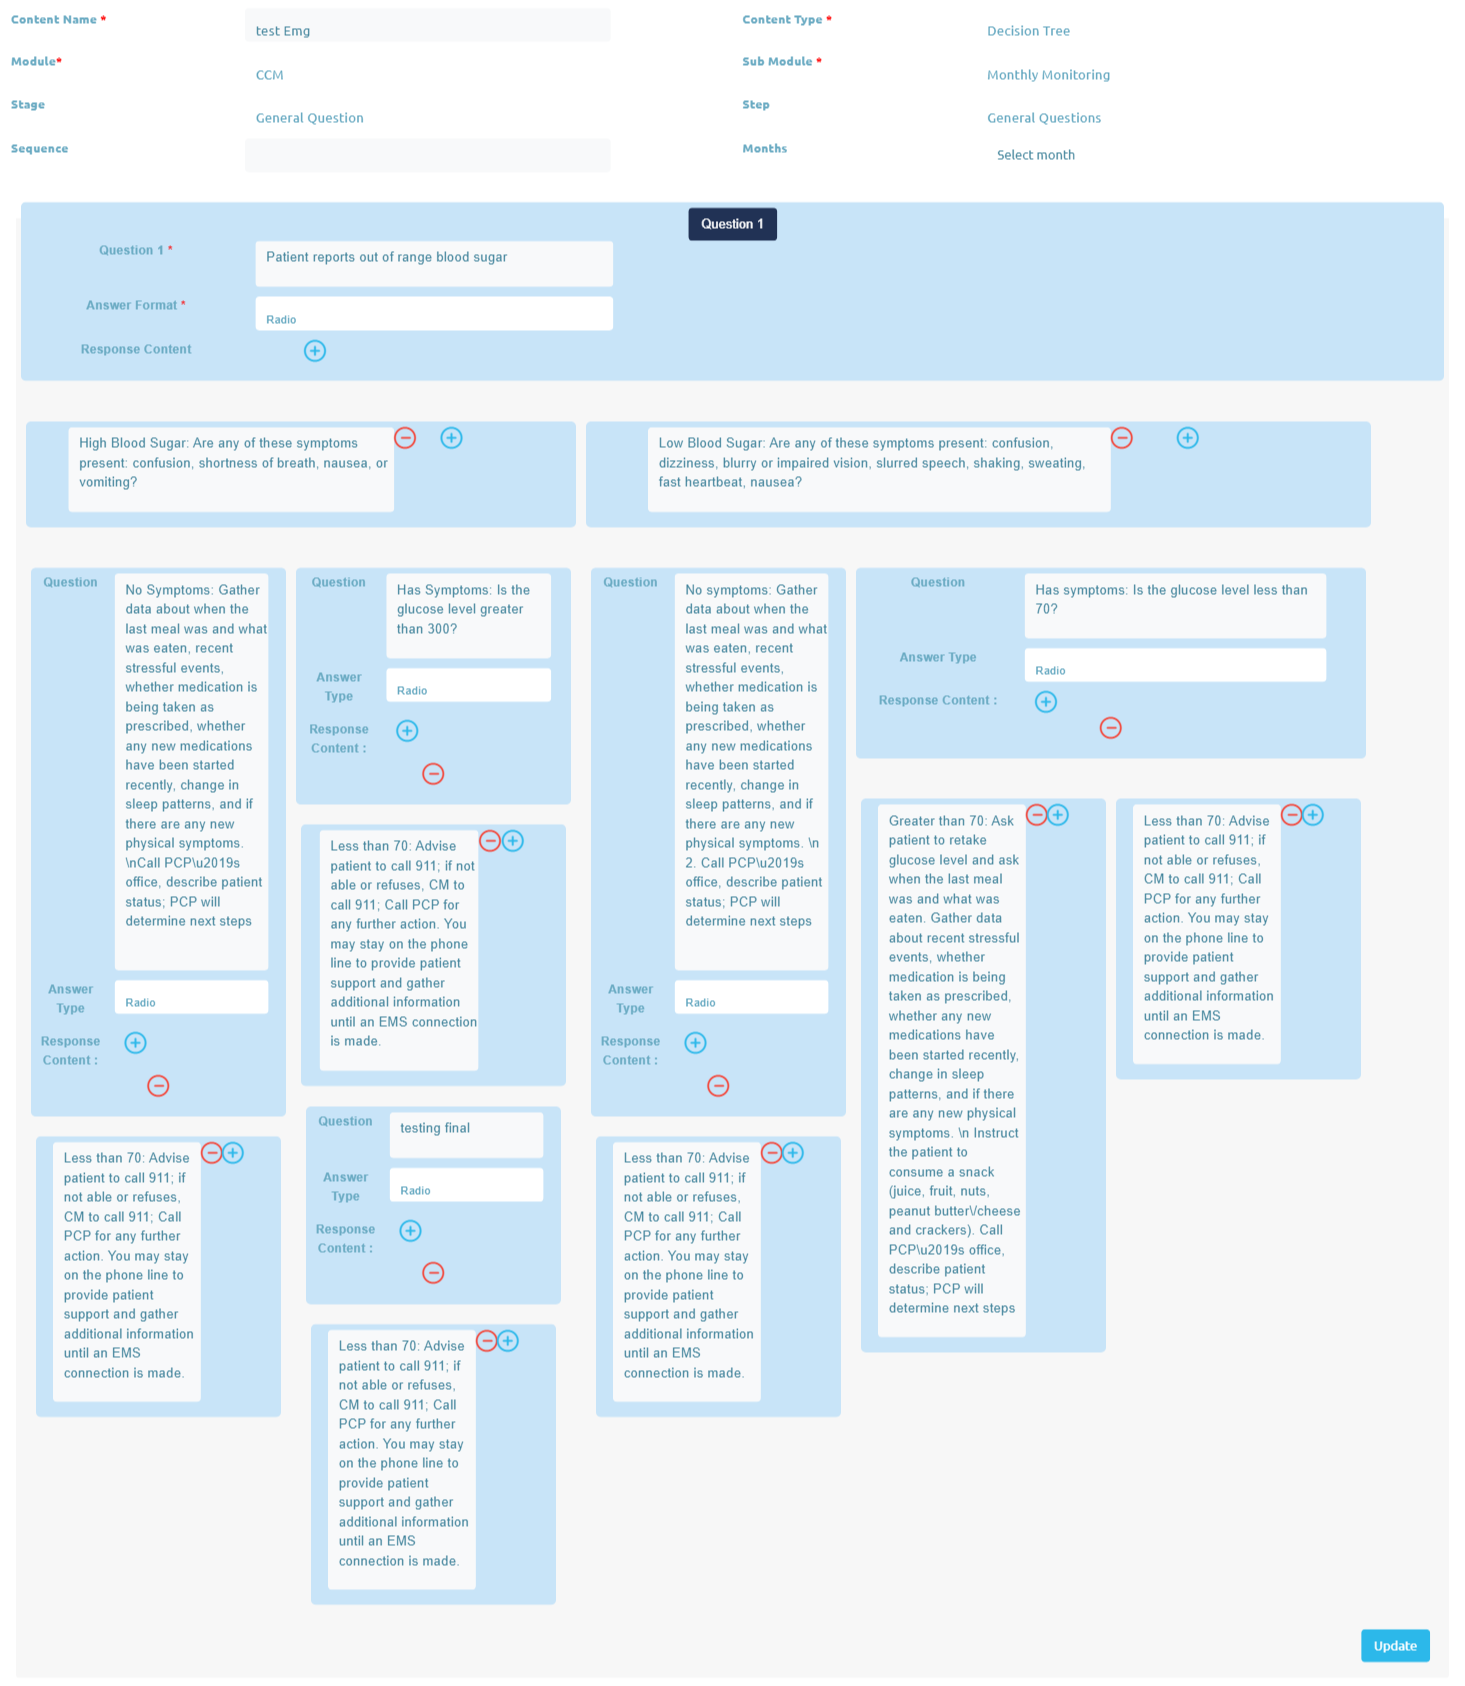 Content Name *
test Emg
Content Type *
Decision Tree
Module*
CCM
Sub Module *
Monthly Monitoring
Stage
General Question
Step
General Questions
Sequence
Months
Select month
Question 1
Question 1 *
Patient reports out of range blood sugar
Answer Format *
Radio
Response Content
High Blood Sugar: Are any of these symptoms
present: confusion, shortness of breath, nausea, or
vomiting?
Low Blood Sugar: Are any of these symptoms present: confusion,
dizziness, blurry or impaired vision, slurred speech, shaking, sweating,
fast heartbeat, nausea?
Question
No Symptoms: Gather
data about when the
last meal was and what
was eaten, recent
stressful events,
whether medication is
being taken as
prescribed, whether
any new medications
have been started
recently, change in
sleep patterns, and if
there are any new
physical symptoms.
\nCall PCP\u2019s
office, describe patient
status; PCP will
determine next steps
Answer
Type
Radio
Response
Content :
Less than 70: Advise
patient to call 911; if
not able or refuses,
CM to call 911; Call
PCP for any further
action. You may stay
on the phone line to
provide patient
support and gather
additional information
until an EMS
connection is made.
Question
Has Symptoms: Is the
glucose level greater
than 300?
Answer
Type
Radio
Response
Content :
Less than 70: Advise
patient to call 911; if not
able or refuses, CM to
call 911; Call PCP for
any further action. You
may stay on the phone
line to provide patient
support and gather
additional information
until an EMS connection
is made.
Question
testing final
Answer
Type
Radio
Response
Content :
Less than 70: Advise
patient to call 911; if
not able or refuses,
CM to call 911; Call
PCP for any further
action. You may stay
on the phone line to
provide patient
support and gather
additional information
until an EMS
connection is made.
Question
No symptoms: Gather
data about when the
last meal was and what
was eaten, recent
stressful events,
whether medication is
being taken as
prescribed, whether
any new medications
have been started
recently, change in
sleep patterns, and if
there are any new
physical symptoms. \n
2. Call PCP\u2019s
office, describe patient
status; PCP will
determine next steps
Answer
Type
Radio
Response
Content :
Less than 70: Advise
patient to call 911; if
not able or refuses,
CM to call 911; Call
PCP for any further
action. You may stay
on the phone line to
provide patient
support and gather
additional information
until an EMS
connection is made.
Question
Has symptoms: Is the glucose level less than
70?
Answer Type
Radio
Response Content :
Greater than 70: Ask
patient to retake
glucose level and ask
when the last meal
was and what was
eaten. Gather data
about recent stressful
events, whether
medication is being
taken as prescribed,
whether any new
medications have
been started recently,
change in sleep
patterns, and if there
are any new physical
symptoms. \n Instruct
the patient to
consume a snack
(juice, fruit, nuts,
peanut butter\/cheese
and crackers). Call
PCP\u2019s office,
describe patient
status; PCP will
determine next steps
Less than 70: Advise
patient to call 911; if
not able or refuses,
CM to call 911; Call
PCP for any further
action. You may stay
on the phone line to
provide patient
support and gather
additional information
until an EMS
connection is made.
Update